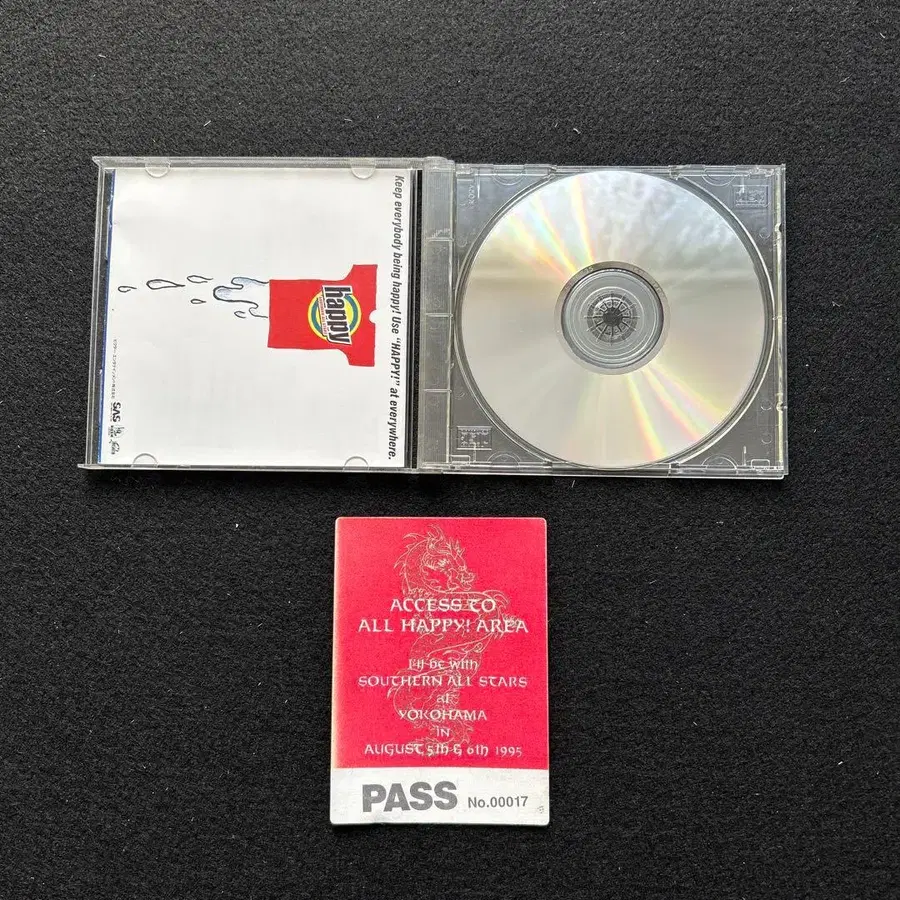 Keep everybody being happy! Use "HAPPY!" at everywhere.
happy
SAS
ACCESS TO
ALL HAPPY! AREA
I'll be with
SOUTHERN ALL STARS
at
YOKOHAMA
IN
AUGUST, 5th & 6th 1995
PASS No.00017